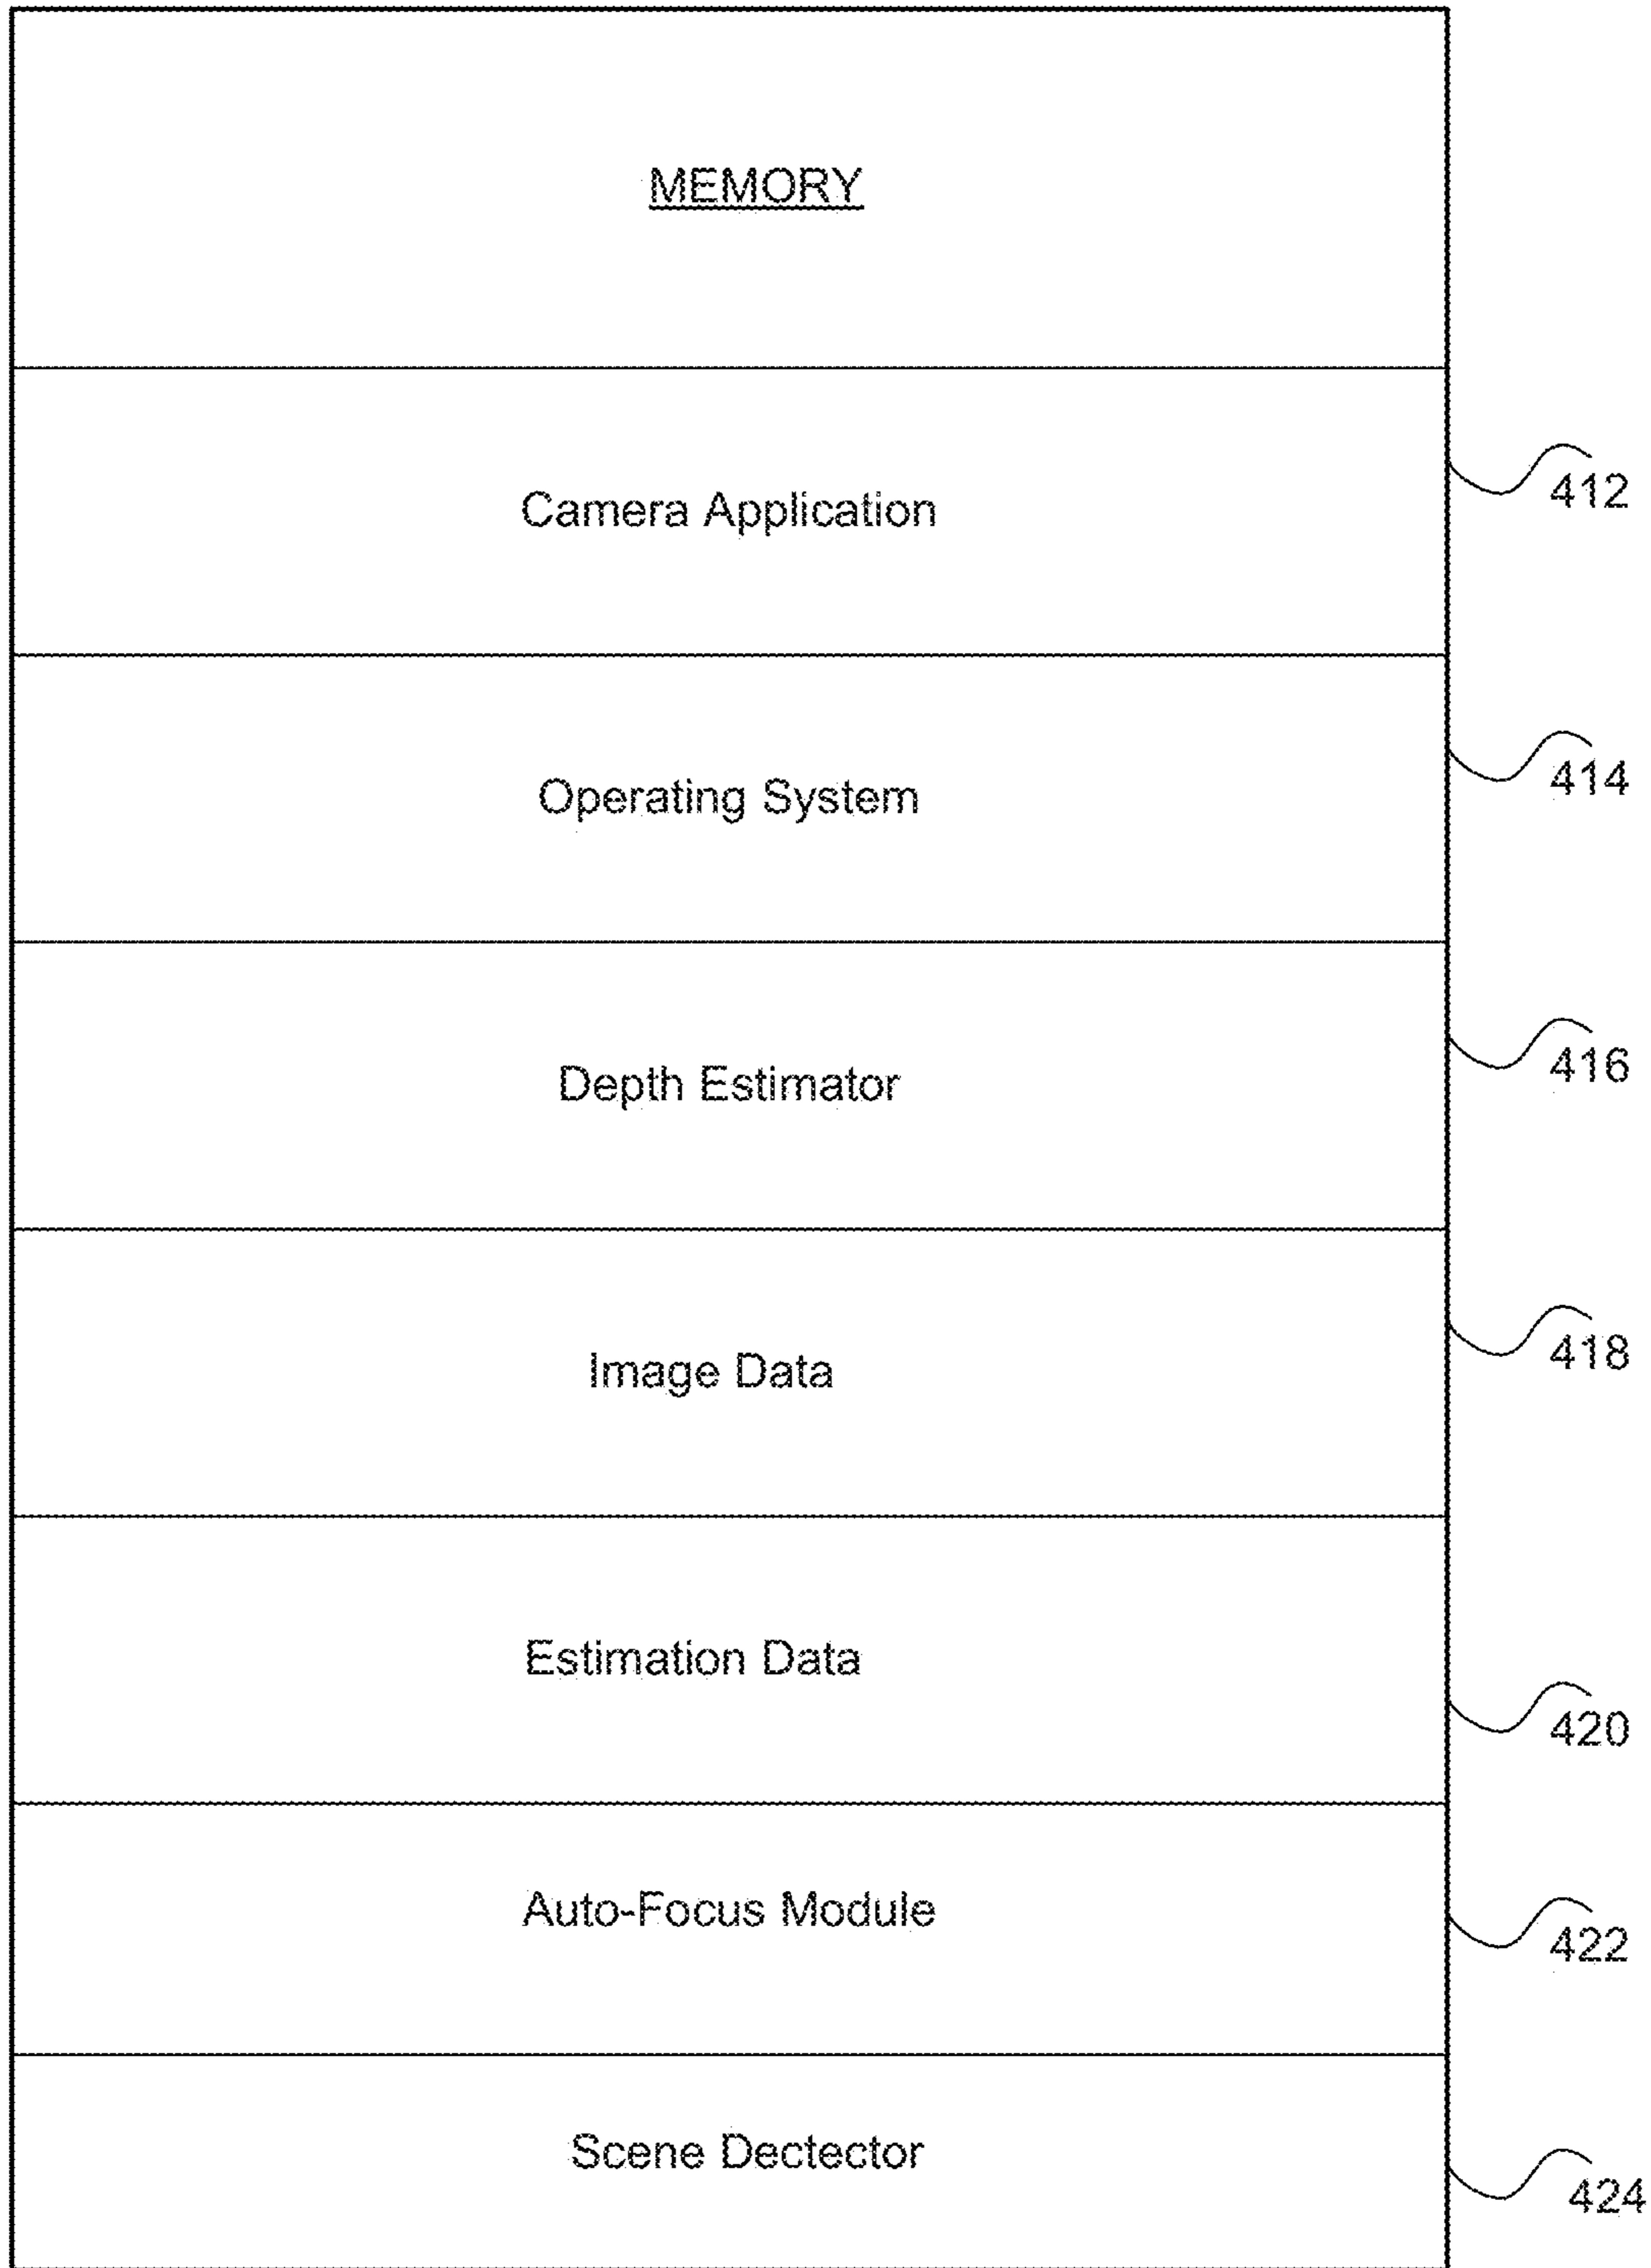 MEMORY
Camera Application
412
Operating System
414
Depth Estimator
416
Image Data
418
Estimation Data
420
Auto-Focus Module
422
Scene Dectector
424